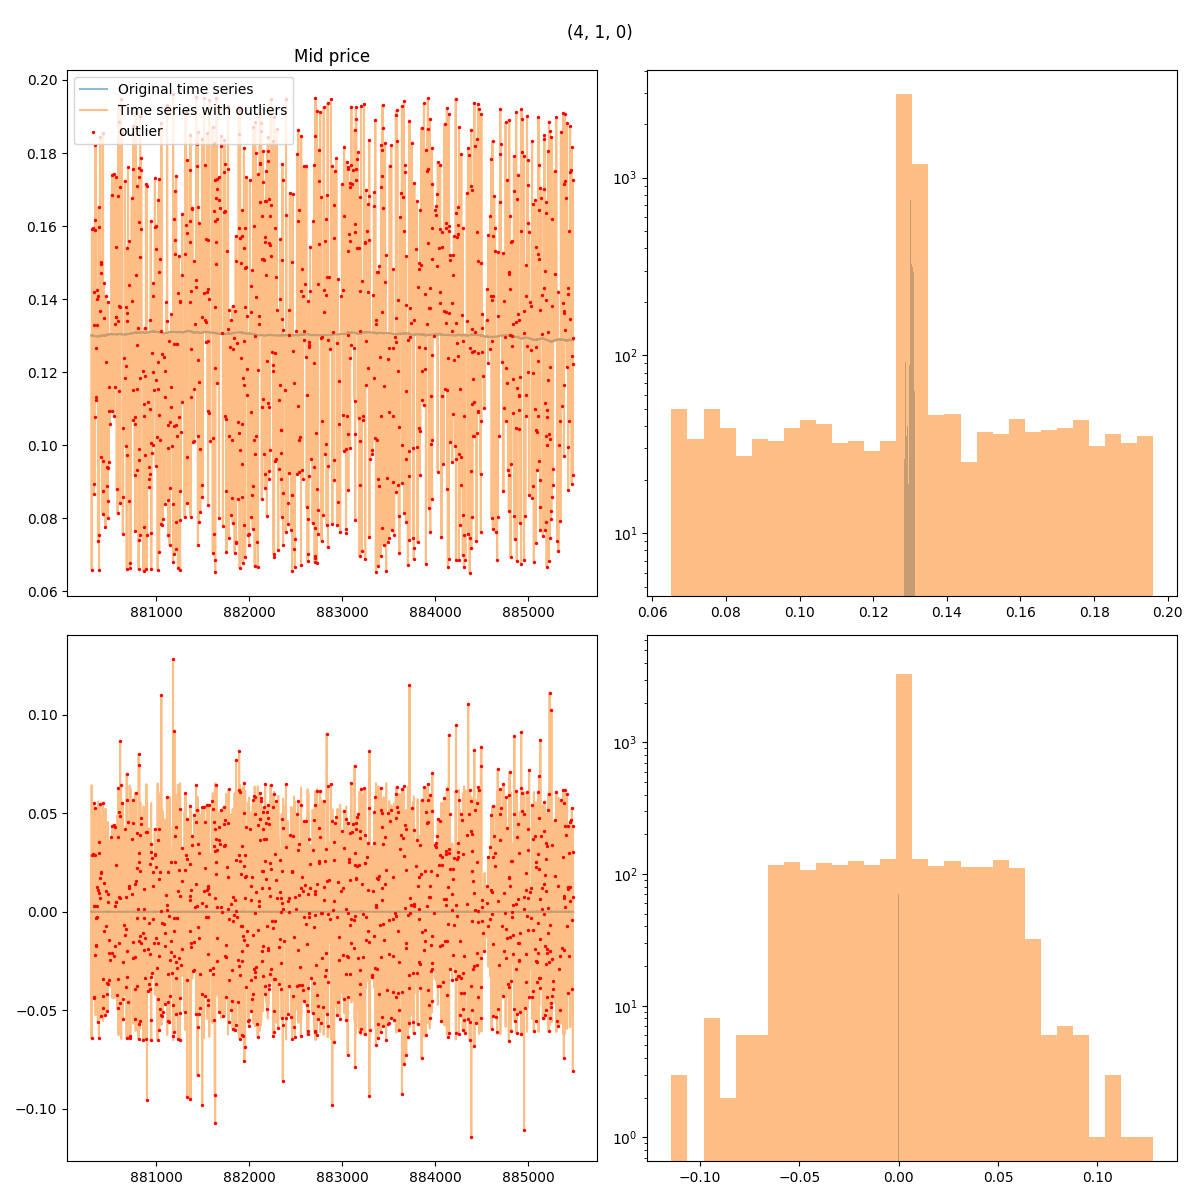 (4, 1, 0)
Mid price
Original time series
Time series with outliers
outlier
0.20
0.18
0.16
0.14
0.12
0.10
0.08
0.06
881000 882000 883000 884000 885000
10³
10²
10¹
0.06 0.08 0.10 0.12 0.14 0.16 0.18 0.20
0.10
0.05
0.00
−0.05
−0.10
881000 882000 883000 884000 885000
10³
10²
10¹
10⁰
−0.10 −0.05 0.00 0.05 0.10